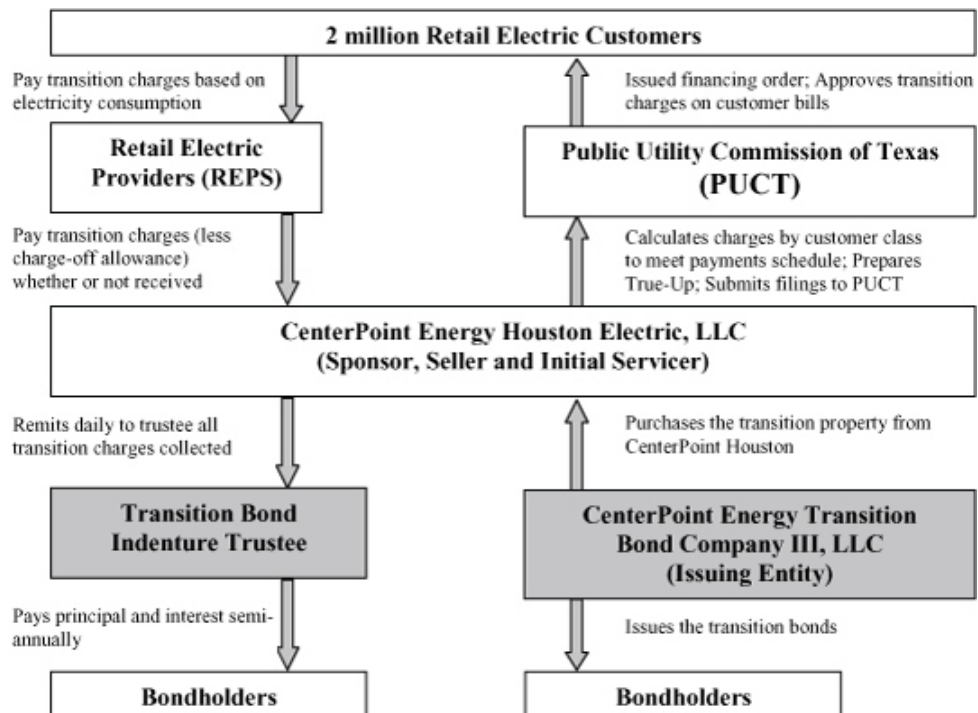 2 million Retail Electric Customers
Pay transition charges based on
electricity consumption
Issued financing order; Approves transition
charges on customer bills
Retail Electric
Providers (REPS)
Public Utility Commission of Texas
(PUCT)
Pay transition charges (less
charge-off allowance)
whether or not received
Calculates charges by customer class
to meet payments schedule; Prepares
True-Up; Submits filings to PUCT
CenterPoint Energy Houston Electric, LLC
(Sponsor, Seller and Initial Servicer)
Remits daily to trustee all
transition charges collected
Purchases the transition property from
CenterPoint Houston
Transition Bond
Indenture Trustee
CenterPoint Energy Transition
Bond Company III, LLC
(Issuing Entity)
Pays principal and interest semi-
annually
Issues the transition bonds
Bondholders
Bondholders